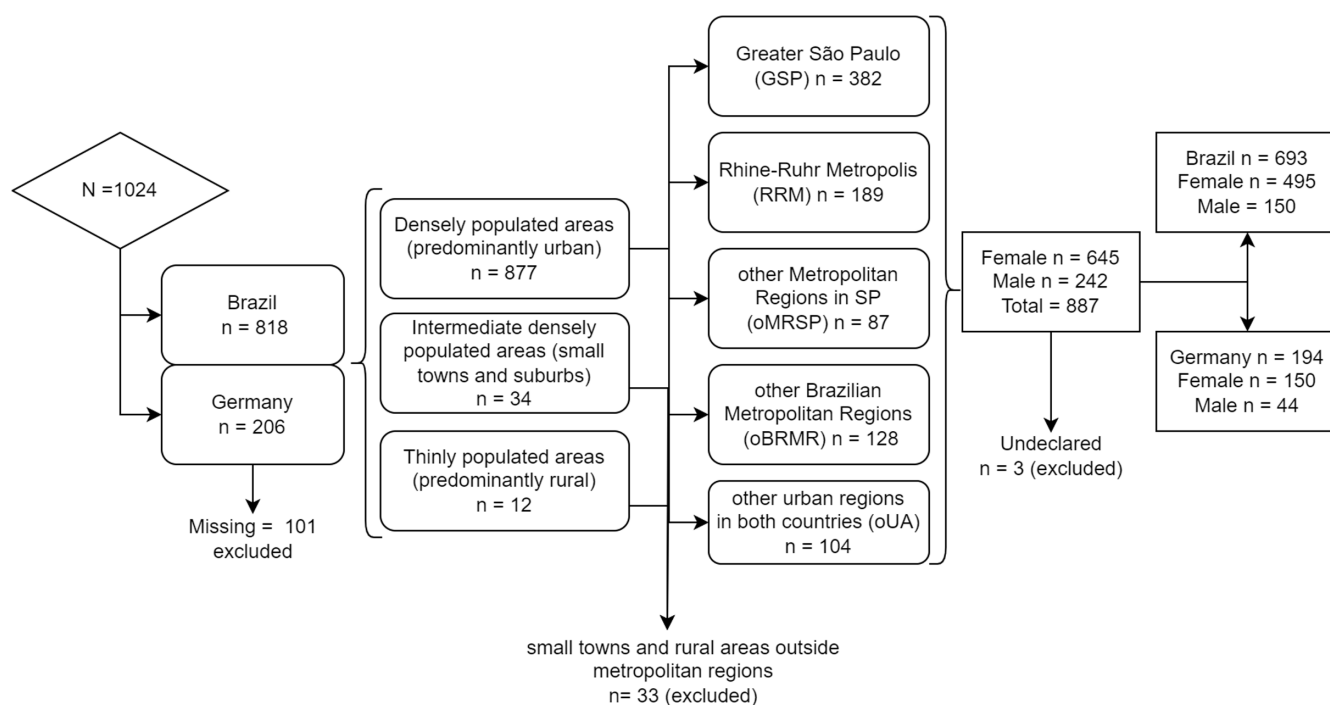 N =1024
Brazil
n = 818
Germany
n = 206
Missing =  101
excluded
Densely populated areas
(predominantly urban)
n = 877
Intermediate densely
populated areas (small
towns and suburbs)
n = 34
Thinly populated areas
(predominantly rural)
n = 12
small towns and rural areas outside
metropolitan regions
n= 33 (excluded)
Greater São Paulo
(GSP) n = 382
Rhine-Ruhr Metropolis
(RRM) n = 189
other Metropolitan
Regions in SP
(oMRSP) n = 87
other Brazilian
Metropolitan Regions
(oBRMR) n = 128
other urban regions
in both countries (oUA)
n = 104
Female n = 645
Male n = 242
Total = 887
Undeclared
n = 3 (excluded)
Brazil n = 693
Female n = 495
Male = 150
Germany n = 194
Female n = 150
Male n = 44